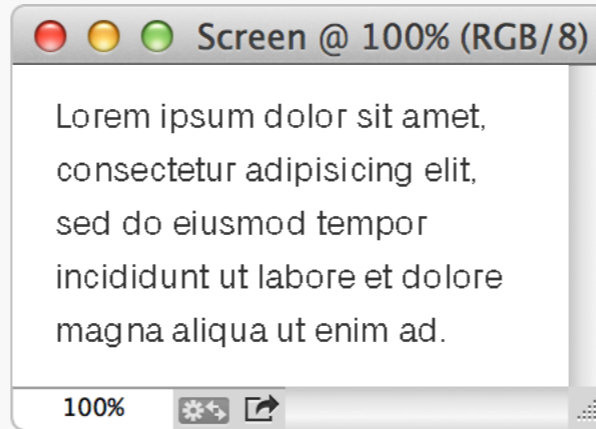 Screen @ 100% (RGB/8)
Lorem ipsum dolor sit amet,
consectetur adipisicing elit,
sed do eiusmod tempor
incididunt ut labore et dolore
magna aliqua ut enim ad.
100%